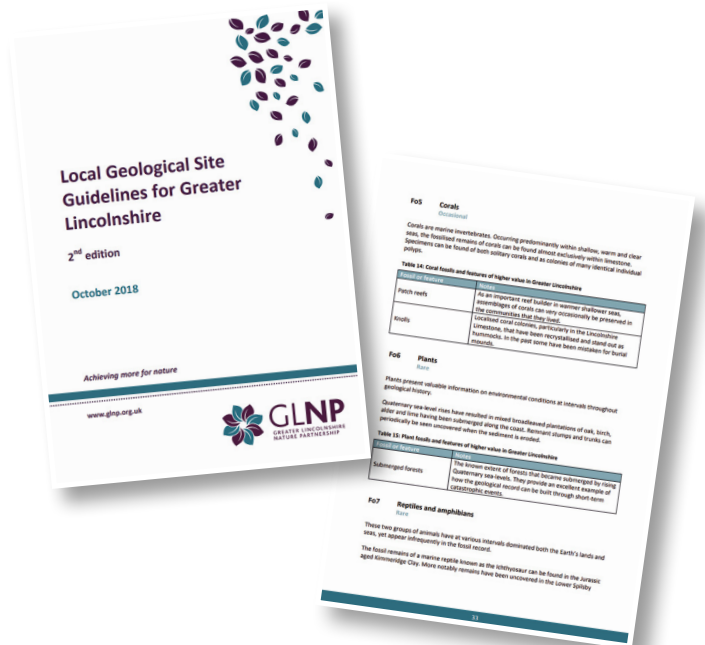 Local Geological Site
Guidelines for Greater
Lincolnshire
2nd edition
October 2018
Achieving more for nature
www.glnp.org.uk
GLNP
GREATER LINCOLNSHIRE
NATURE PARTNERSHIP
Fo5 Corals
Occasional
Corals are marine invertebrates. Occurring predominantly within shallow, warm and clear
seas, the fossilised remains of corals can be found almost exclusively within limestone.
Specimens can be found of both solitary corals and as colonies of many identical individual
polyps.
Table 14: Coral fossils and features of higher value in Greater Lincolnshire
Fossil or feature Notes
Patch reefs
As an important reef builder in warmer shallower seas,
assemblages of corals can very occasionally be preserved in
the communities that they lived.
Knolls
Localised coral colonies, particularly in the Lincolnshire
Limestone, that have been recrystallised and stand out as
hummocks. In the past some have been mistaken for burial
mounds.
Fo6 Plants
Rare
Plants present valuable information on environmental conditions at intervals throughout
geological history.
Quaternary sea-level rises have resulted in mixed broadleaved plantations of oak, birch,
alder and lime having been submerged along the coast. Remnant stumps and trunks can
periodically be seen uncovered when the sediment is eroded.
Table 15: Plant fossils and features of higher value in Greater Lincolnshire
Fossil or feature Notes
Submerged forests
The known extent of forests that became submerged by rising
Quaternary sea-levels. They provide an excellent example of
how the geological record can be built through short-term
catastrophic events.
Fo7 Reptiles and amphibians
Rare
These two groups of animals have at various intervals dominated both the Earth's lands and
seas, yet appear infrequently in the fossil record.
The fossil remains of a marine reptile known as the Ichthyosaur can be found in the Jurassic
aged Kimmeridge Clay. More notably remains have been uncovered in the Lower Spilsby
33